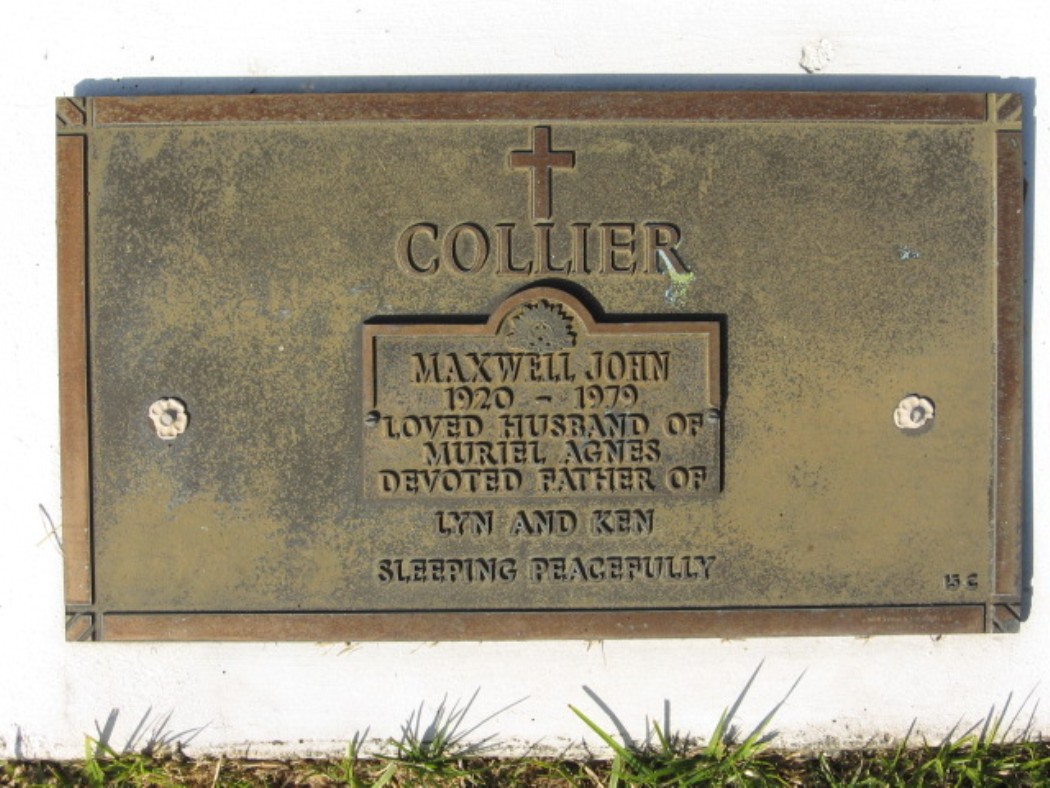 COLLIER
MAXWELL JOHN
1920 - 1979
LOVED HUSBAND OF
MURIEL AGNES
DEVOTED FATHER OF
LYN AND KEN
SLEEPING PEACEFULLY
15 C